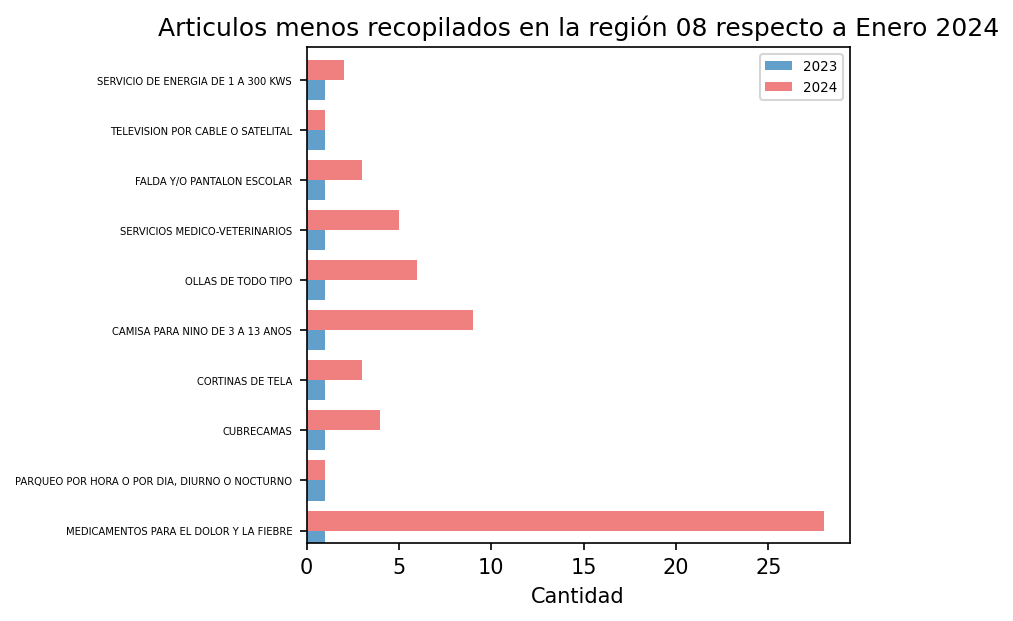 Articulos menos recopilados en la región 08 respecto a Enero 2024
2023
2024
SERVICIO DE ENERGIA DE 1 A 300 KWS
TELEVISION POR CABLE O SATELITAL
FALDA Y/O PANTALON ESCOLAR
SERVICIOS MEDICO-VETERINARIOS
OLLAS DE TODO TIPO
CAMISA PARA NINO DE 3 A 13 ANOS
CORTINAS DE TELA
CUBRECAMAS
PARQUEO POR HORA O POR DIA, DIURNO O NOCTURNO
MEDICAMENTOS PARA EL DOLOR Y LA FIEBRE
0 5 10 15 20 25
Cantidad